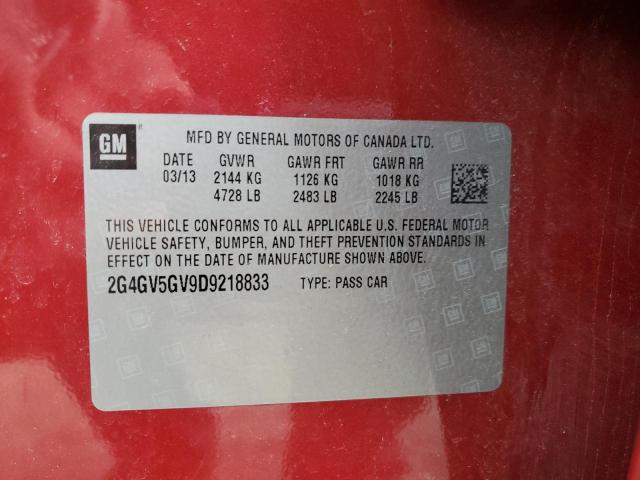 GM
MFD BY GENERAL MOTORS OF CANADA LTD.
DATE GVWR GAWR FRT GAWR RR
03/13 2144 KG 1126 KG 1018 KG
4728 LB 2483 LB 2245 LB
THIS VEHICLE CONFORMS TO ALL APPLICABLE U.S. FEDERAL MOTOR
VEHICLE SAFETY, BUMPER, AND THEFT PREVENTION STANDARDS IN
EFFECT ON THE DATE OF MANUFACTURE SHOWN ABOVE.
2G4GV5GV9D9218833 TYPE: PASS CAR